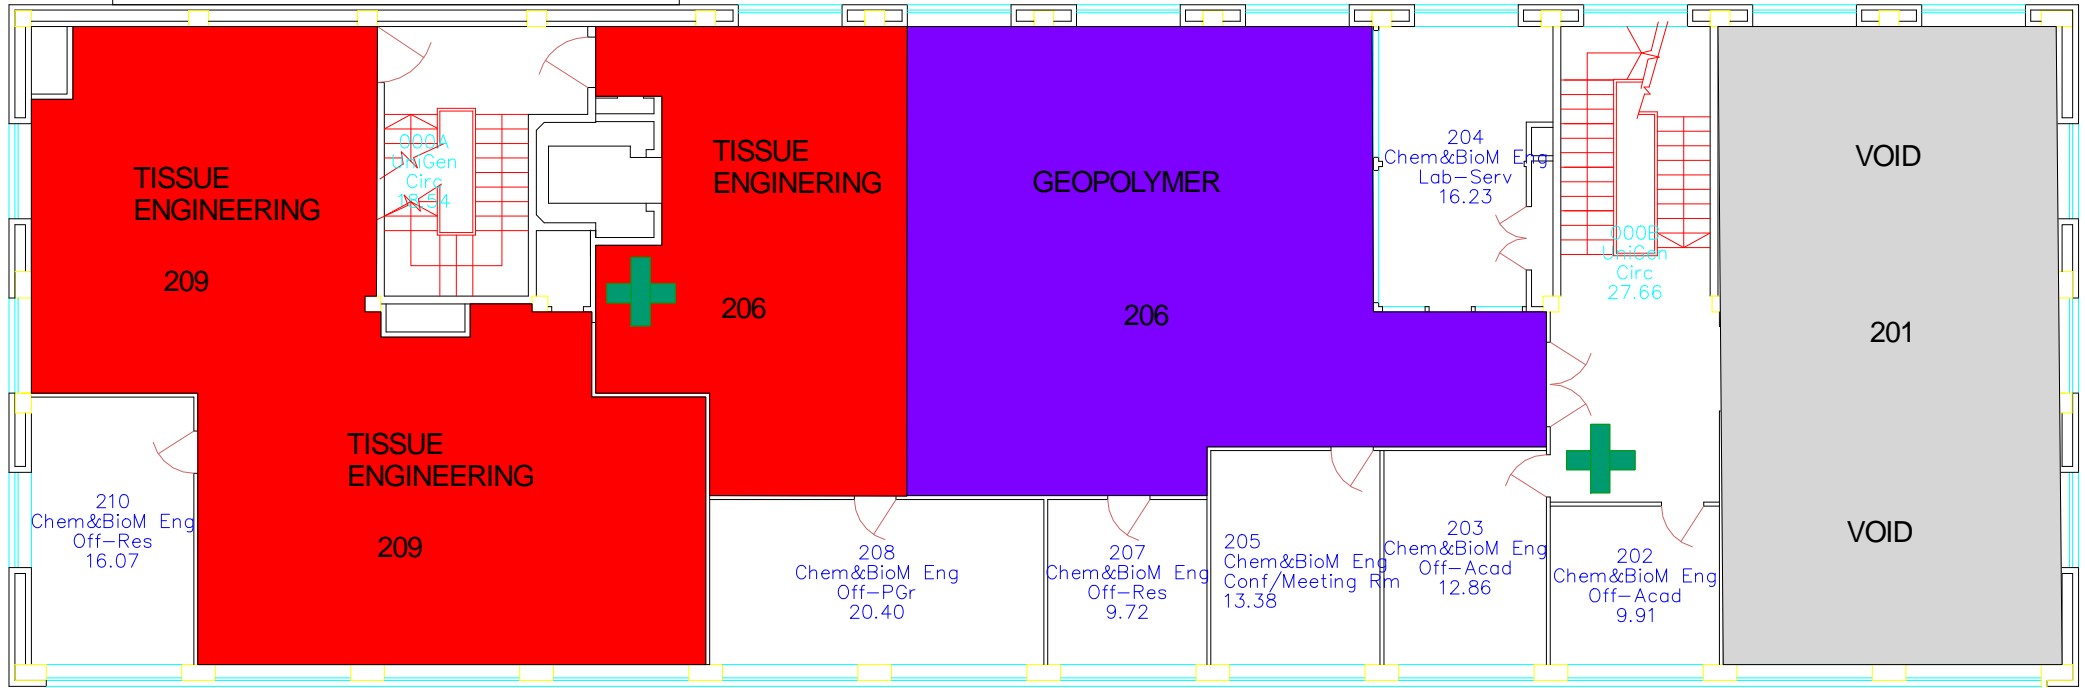 TISSUE
ENGINEERING
209
000A
UniGen
Circ
18.54
TISSUE
ENGINERING
206
GEOPOLYMER
206
204
Chem&BioM Eng
Lab-Serv
16.23
000B
UniGen
Circ
27.66
VOID
201
VOID
TISSUE
ENGINEERING
209
210
Chem&BioM Eng
Off-Res
16.07
208
Chem&BioM Eng
Off-PGr
20.40
207
Chem&BioM Eng
Off-Res
9.72
205
Chem&BioM Eng
Conf/Meeting Rm
13.38
203
Chem&BioM Eng
Off-Acad
12.86
202
Chem&BioM Eng
Off-Acad
9.91